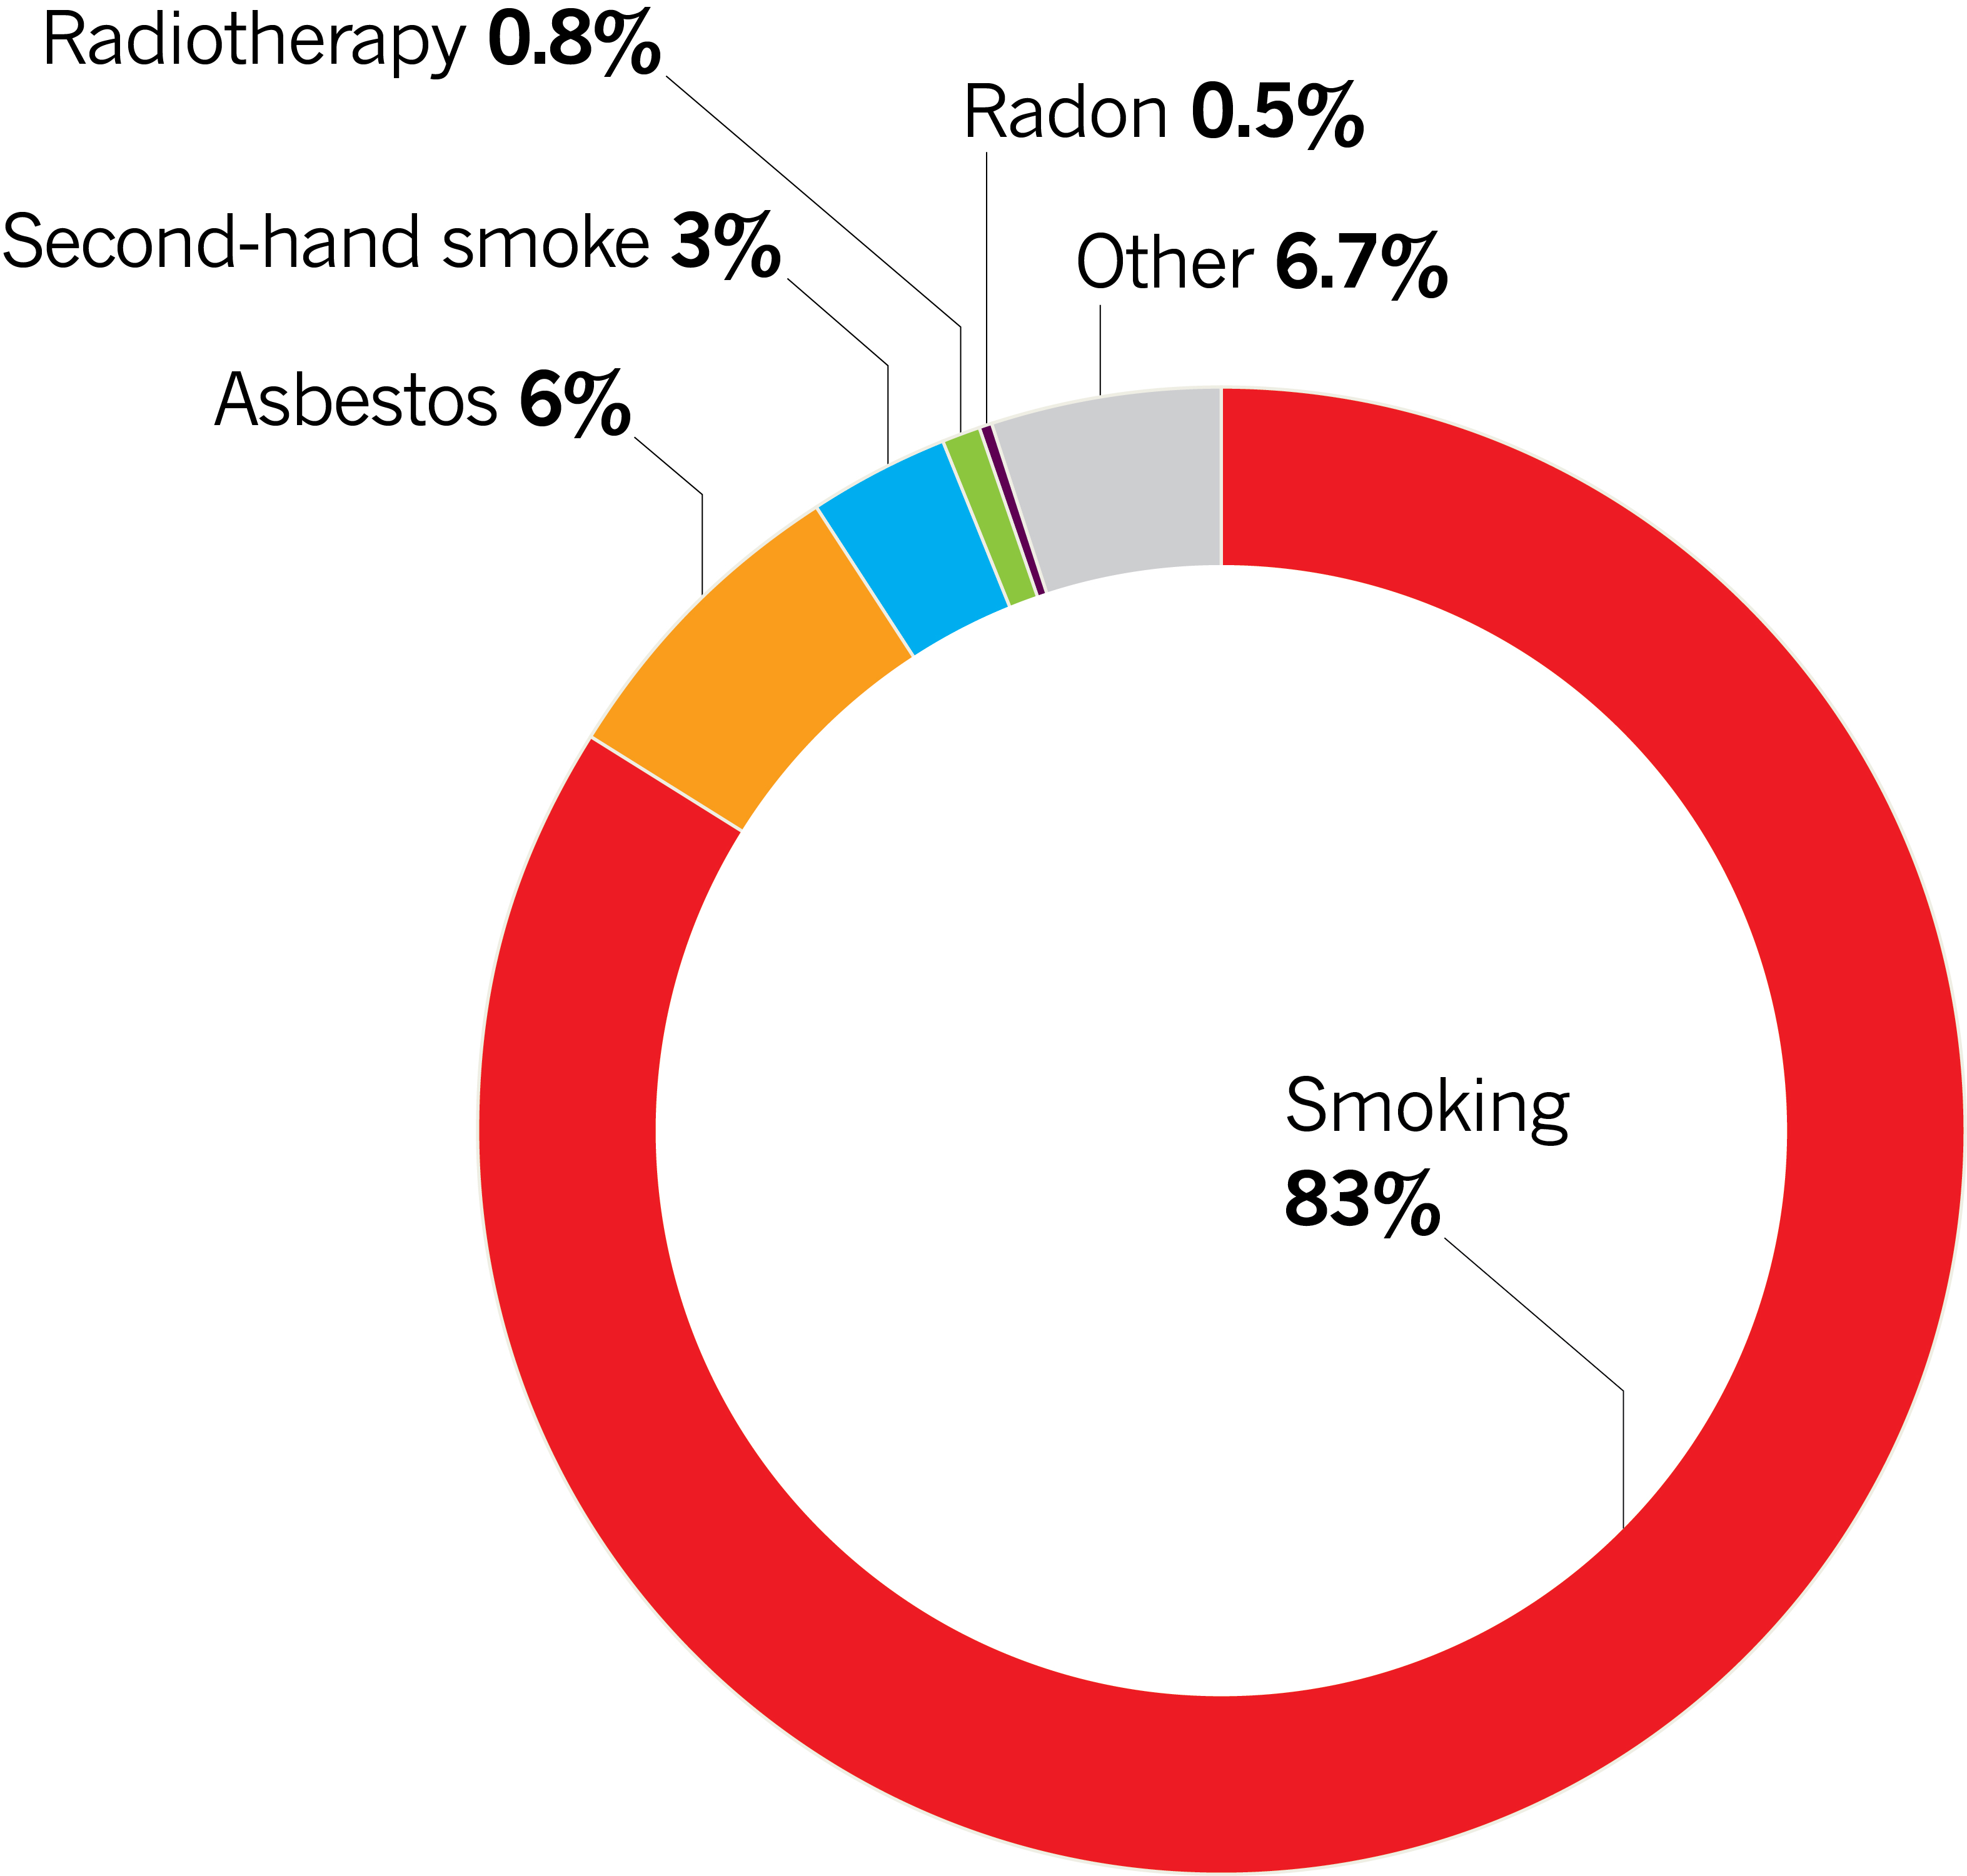 Radiotherapy 0.8%
Radon 0.5%
Second-hand smoke 3%
Other 6.7%
Asbestos 6%
Smoking
83%